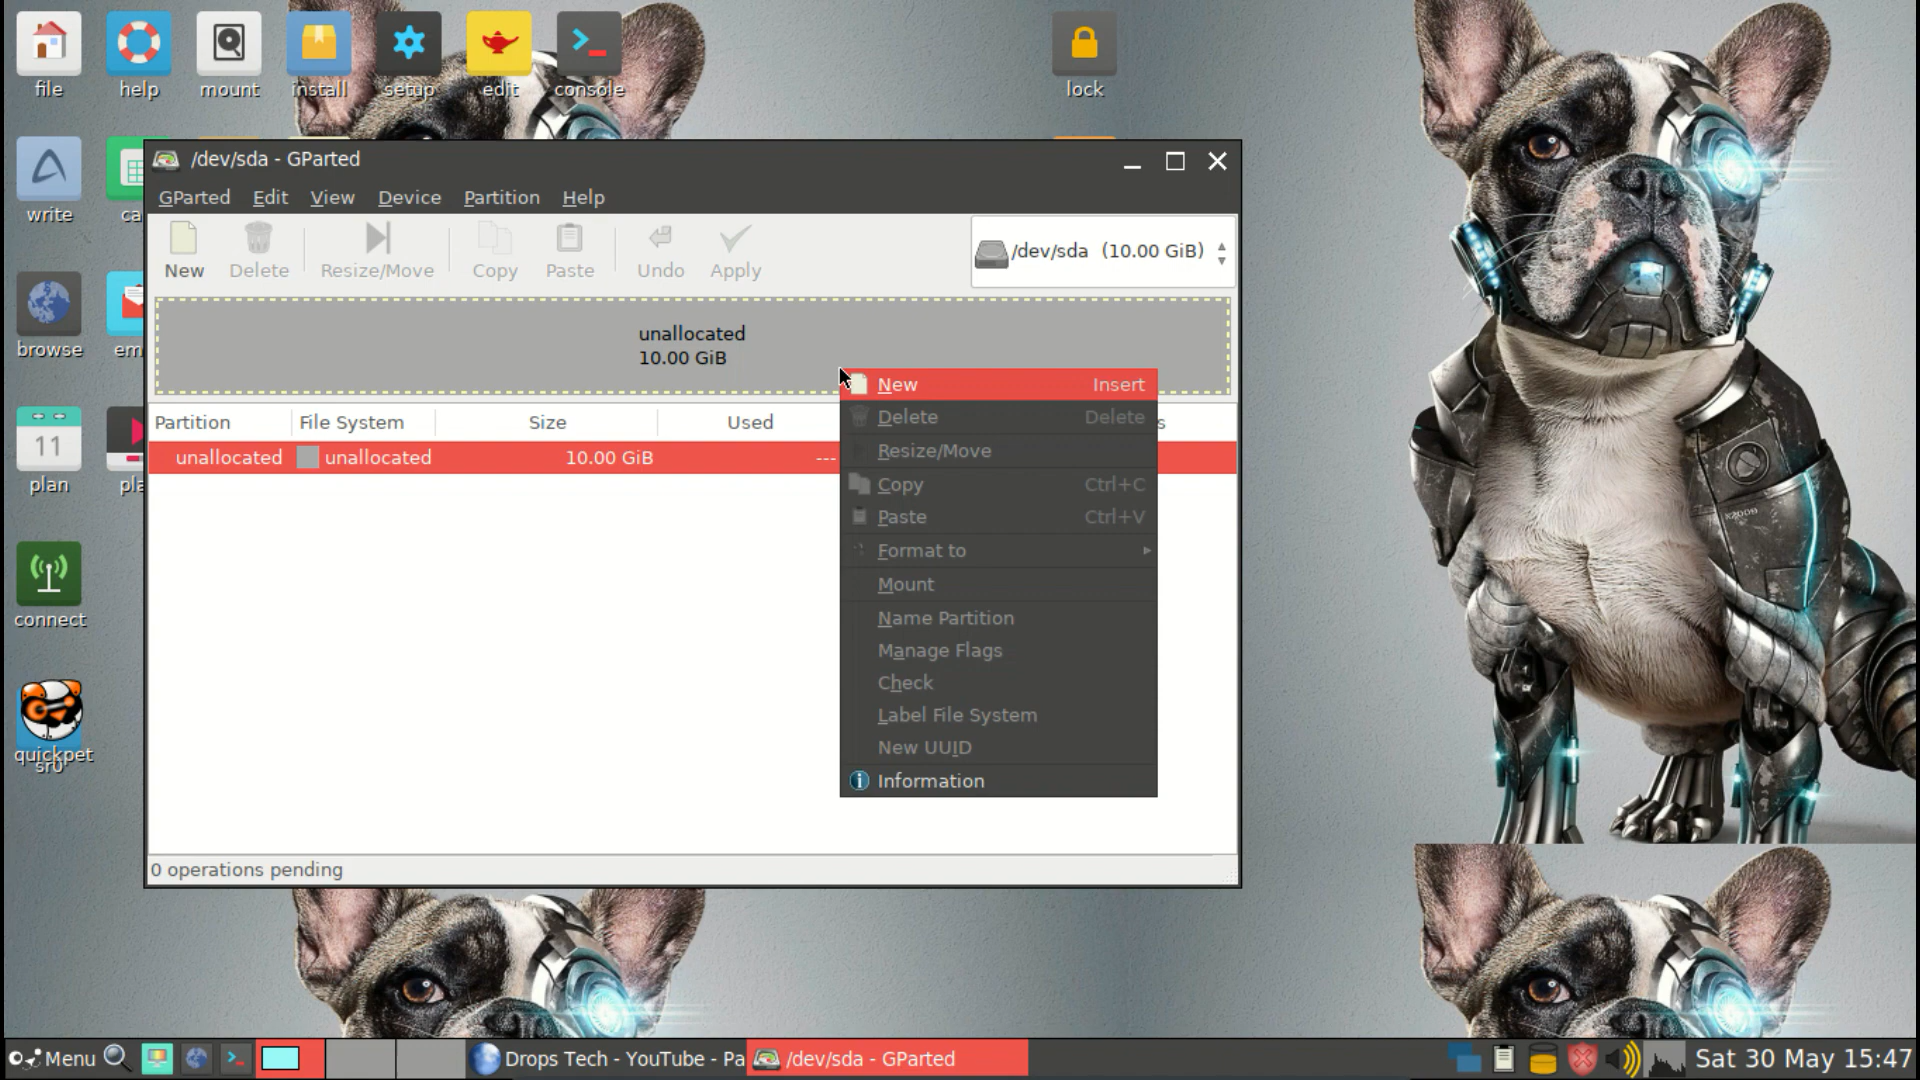 file help mount install setup edit console lock
write ca
browse em
plan pla
connect
quickpet
sr0
11
/dev/sda - GParted
GParted Edit View Device Partition Help
New Delete Resize/Move Copy Paste Undo Apply
/dev/sda (10.00 GiB)
unallocated
10.00 GiB
Partition File System Size Used s
unallocated unallocated 10.00 GiB ---
New Insert
Delete Delete
Resize/Move
Copy Ctrl+C
Paste Ctrl+V
Format to
Mount
Name Partition
Manage Flags
Check
Label File System
New UUID
Information
0 operations pending
Menu Drops Tech - YouTube - Pa /dev/sda - GParted Sat 30 May 15:47